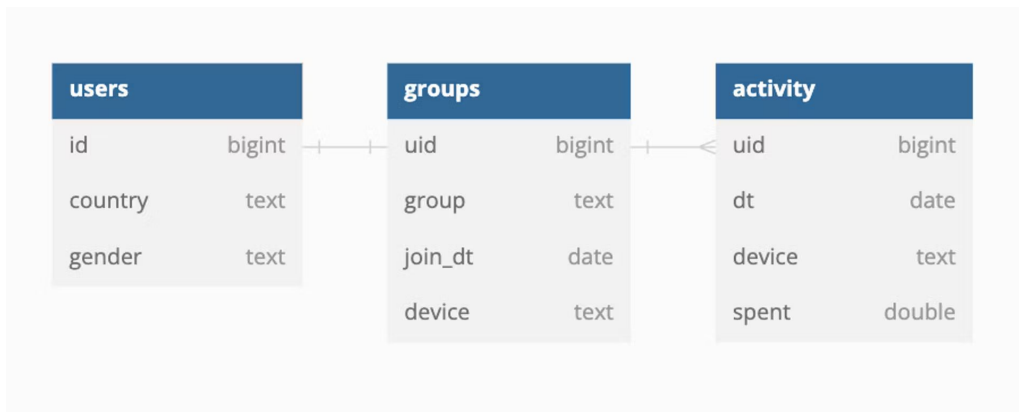 users
id bigint
country text
gender text
groups
uid bigint
group text
join_dt date
device text
activity
uid bigint
dt date
device text
spent double